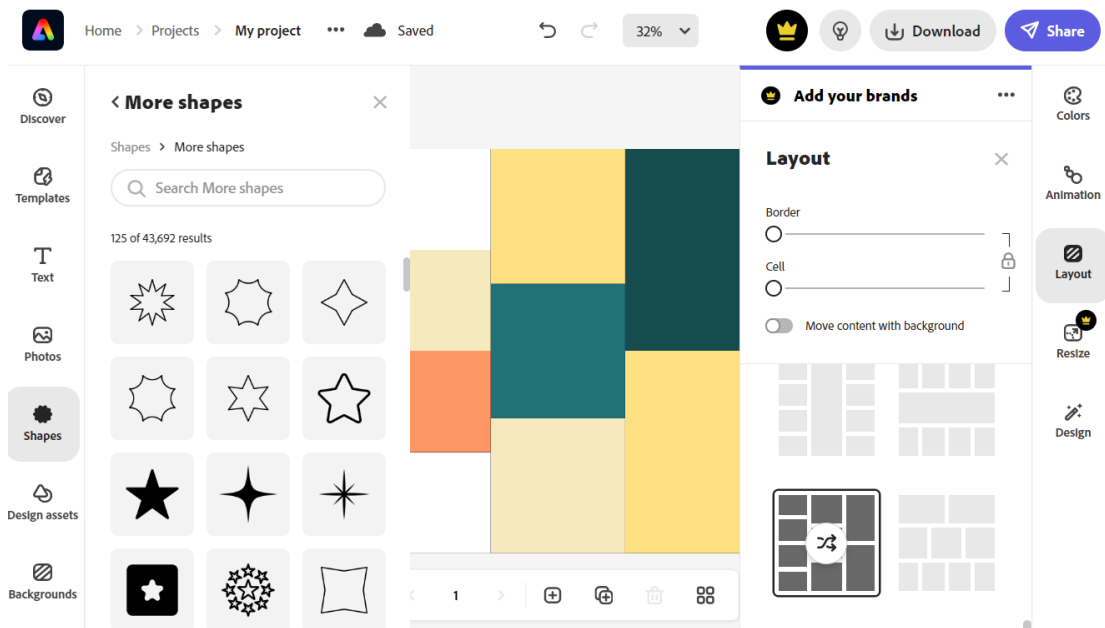 Home
Projects
My project
Saved
32%
Download
Share
Discover
Templates
Text
Photos
Shapes
Design assets
Backgrounds
More shapes
Shapes
More shapes
Search More shapes
125 of 43,692 results
1
Add your brands
Layout
Border
Cell
Move content with background
Colors
Animation
Layout
Resize
Design